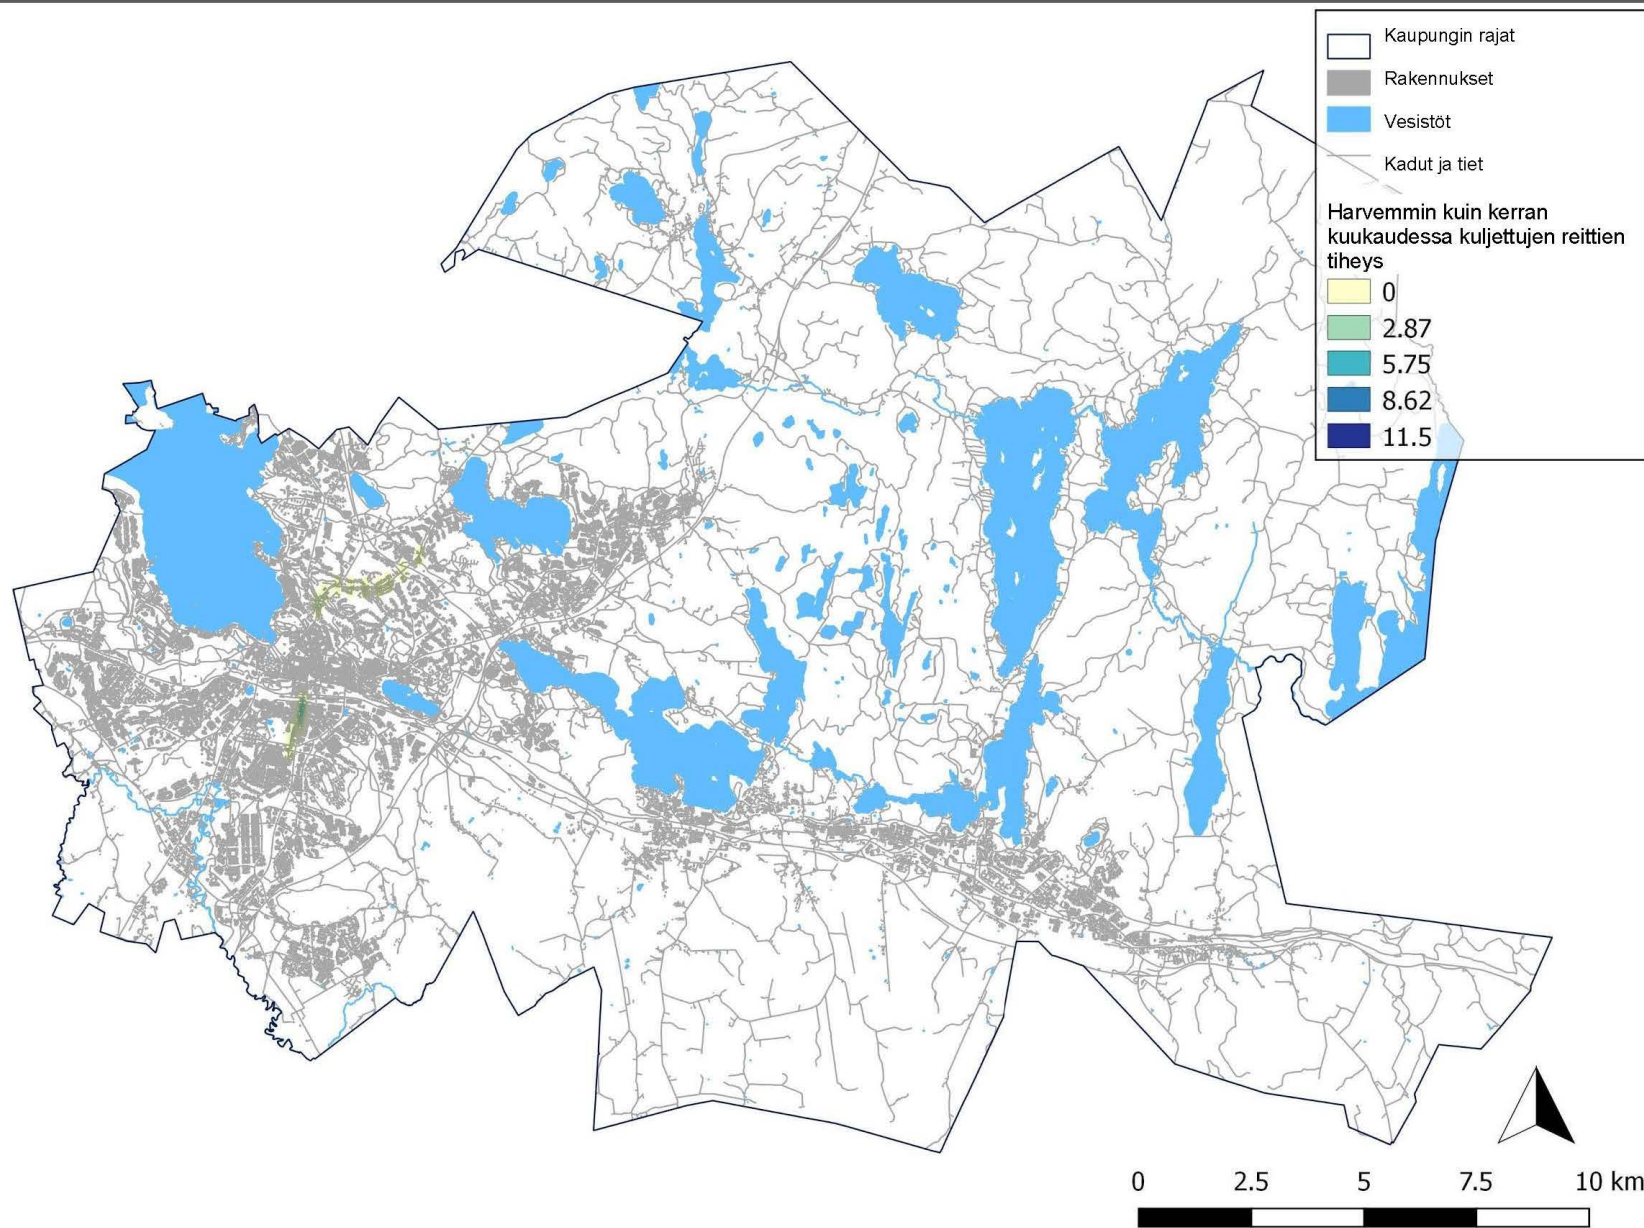 Kaupungin rajat
Rakennukset
Vesistöt
Kadut ja tiet
Harvemmin kuin kerran
kuukaudessa kuljettujen reittien
tiheys
0
2.87
5.75
8.62
11.5
0 2.5 5 7.5 10 km